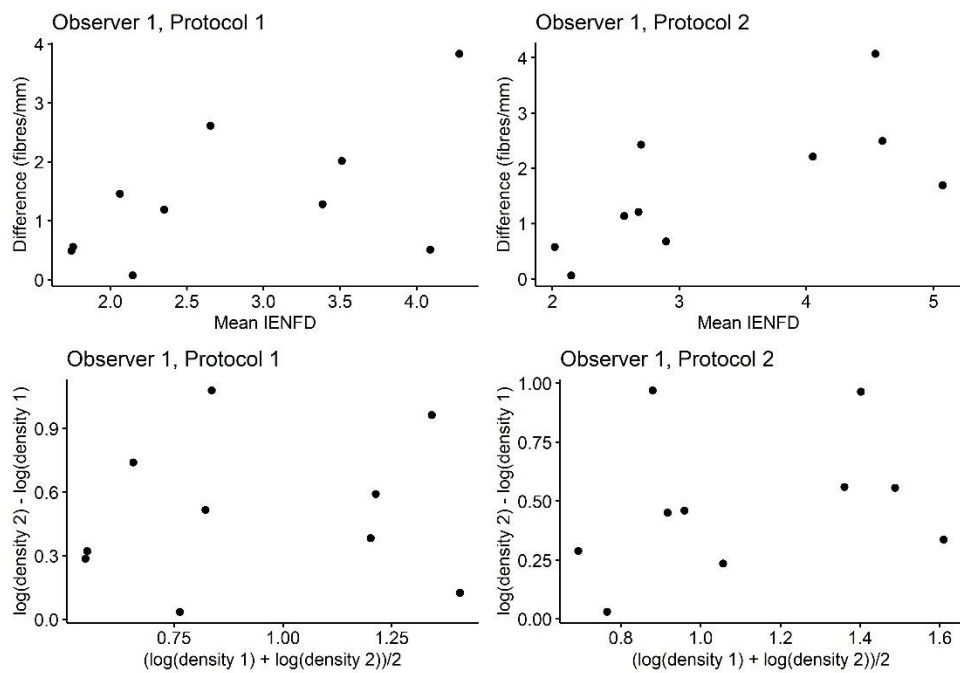 Observer 1, Protocol 1
Difference (fibres/mm)
4
3
2
1
0
2.0 2.5 3.0 3.5 4.0
Mean IENFD
Observer 1, Protocol 2
Difference (fibres/mm)
4
3
2
1
0
2 3 4 5
Mean IENFD
Observer 1, Protocol 1
log(density 2) - log(density 1)
0.9
0.6
0.3
0.0
0.75 1.00 1.25
(log(density 1) + log(density 2))/2
Observer 1, Protocol 2
log(density 2) - log(density 1)
1.00
0.75
0.50
0.25
0.00
0.8 1.0 1.2 1.4 1.6
(log(density 1) + log(density 2))/2